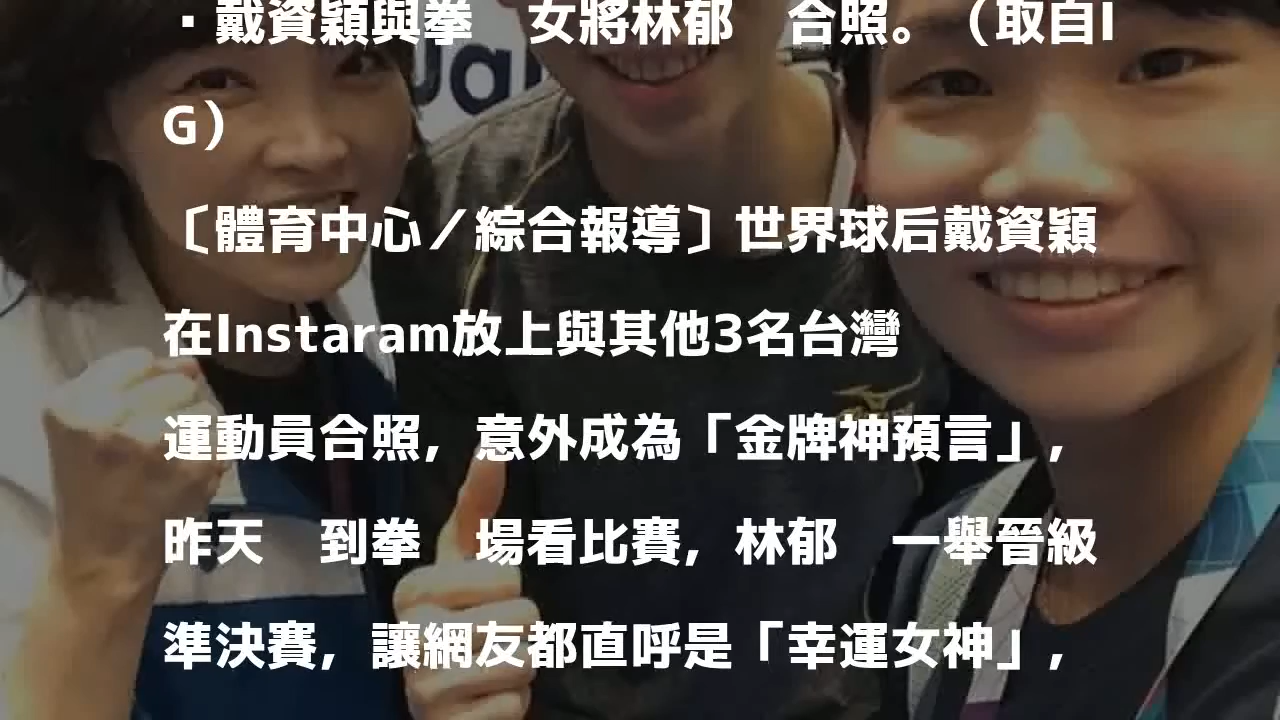 ▪戴資穎與拳　女將林郁　合照。（取自I
G）
〔體育中心／綜合報導〕世界球后戴資穎
在Instaram放上與其他3名台灣
運動員合照，意外成為「金牌神預言」，
昨天　到拳　場看比賽，林郁　一舉晉級
準決賽，讓網友都直呼是「幸運女神」，